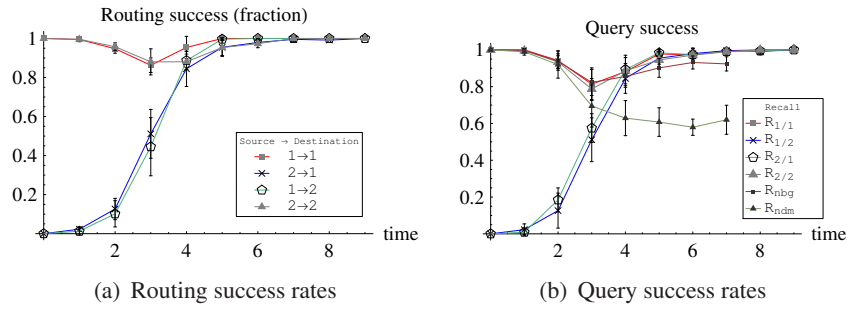 Routing success (fraction)
1
0.8
0.6
0.4
0.2
2 4 6 8
time
Source → Destination
1→1
2→1
1→2
2→2
(a) Routing success rates
Query success
1
0.8
0.6
0.4
0.2
2 4 6 8
time
Recall
R1/1
R1/2
R2/1
R2/2
Rnbg
Rndm
(b) Query success rates